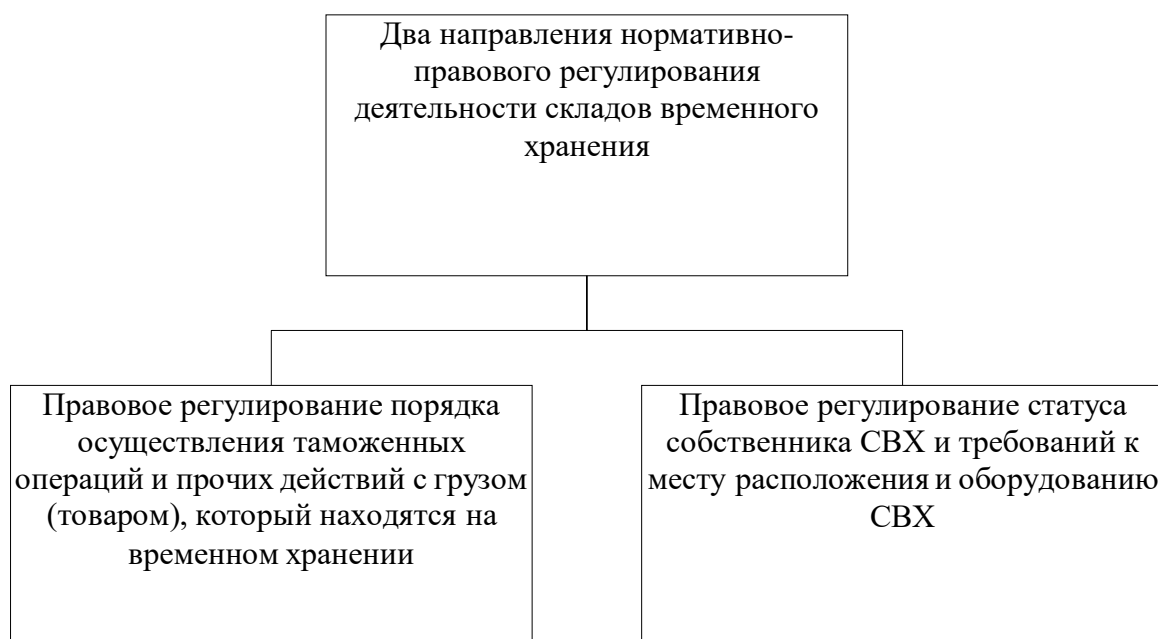 Два направления нормативно-
правового регулирования
деятельности складов временного
хранения
Правовое регулирование порядка
осуществления таможенных
операций и прочих действий с грузом
(товаром), который находятся на
временном хранении
Правовое регулирование статуса
собственника СВХ и требований к
месту расположения и оборудованию
СВХ